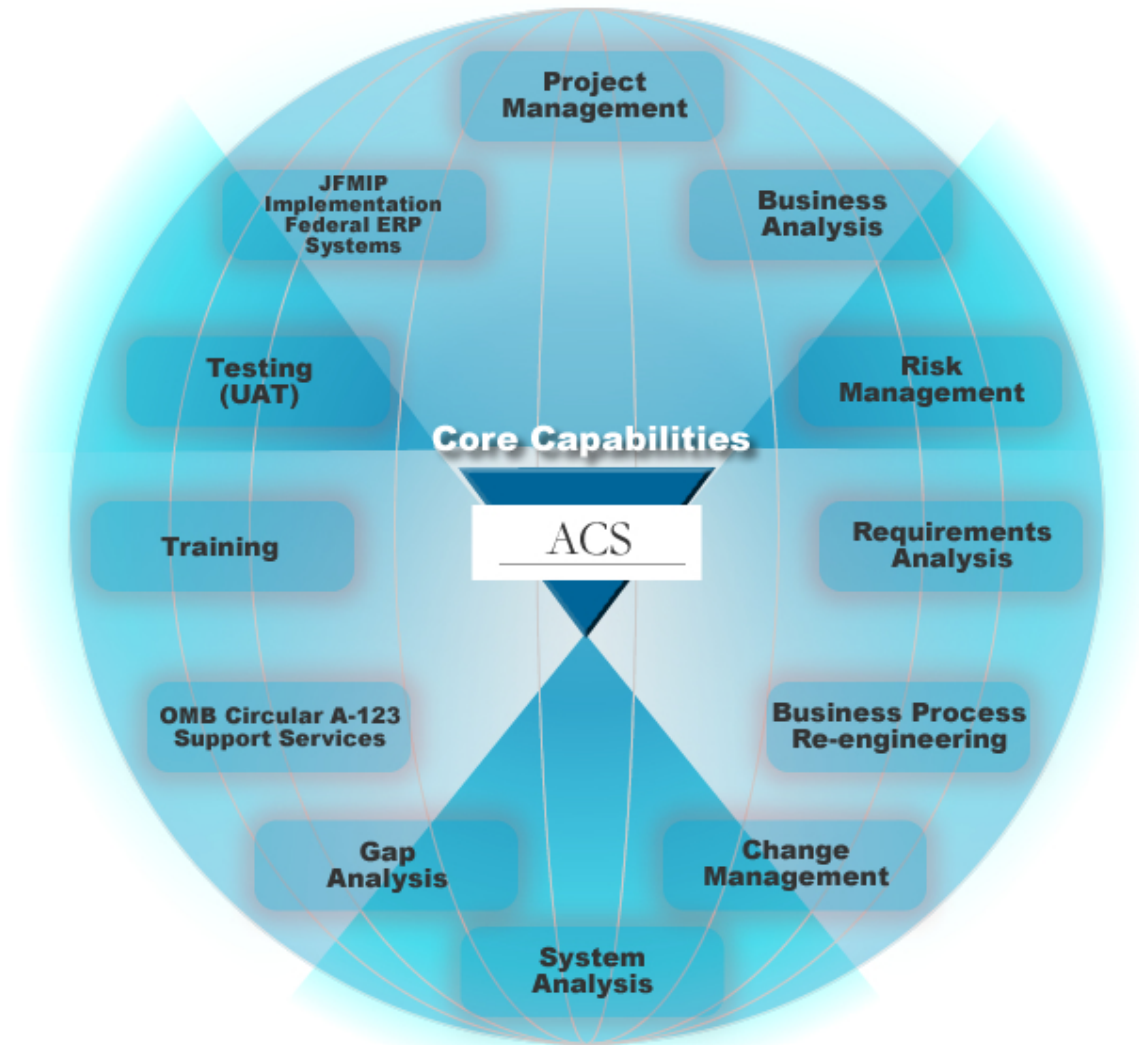 Project
Management
JFMIP
Implementation
Federal ERP
Systems
Business
Analysis
Testing
(UAT)
Risk
Management
Core Capabilities
ACS
Training
Requirements
Analysis
OMB Circular A-123
Support Services
Business Process
Re-engineering
Gap
Analysis
Change
Management
System
Analysis